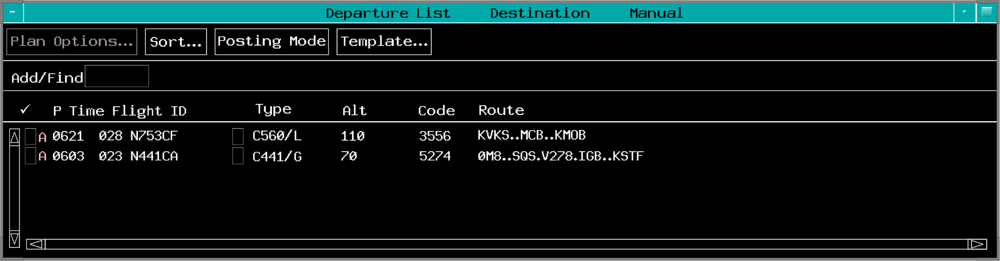 Departure List Destination Manual
Plan Options... Sort... Posting Mode Template...
Add/Find
✓ P Time Flight ID Type Alt Code Route
A 0621 028 N753CF C560/L 110 3556 KVKS..MCB..KMOB
A 0603 023 N441CA C441/G 70 5274 0M8..SQS.V278.IGB..KSTF